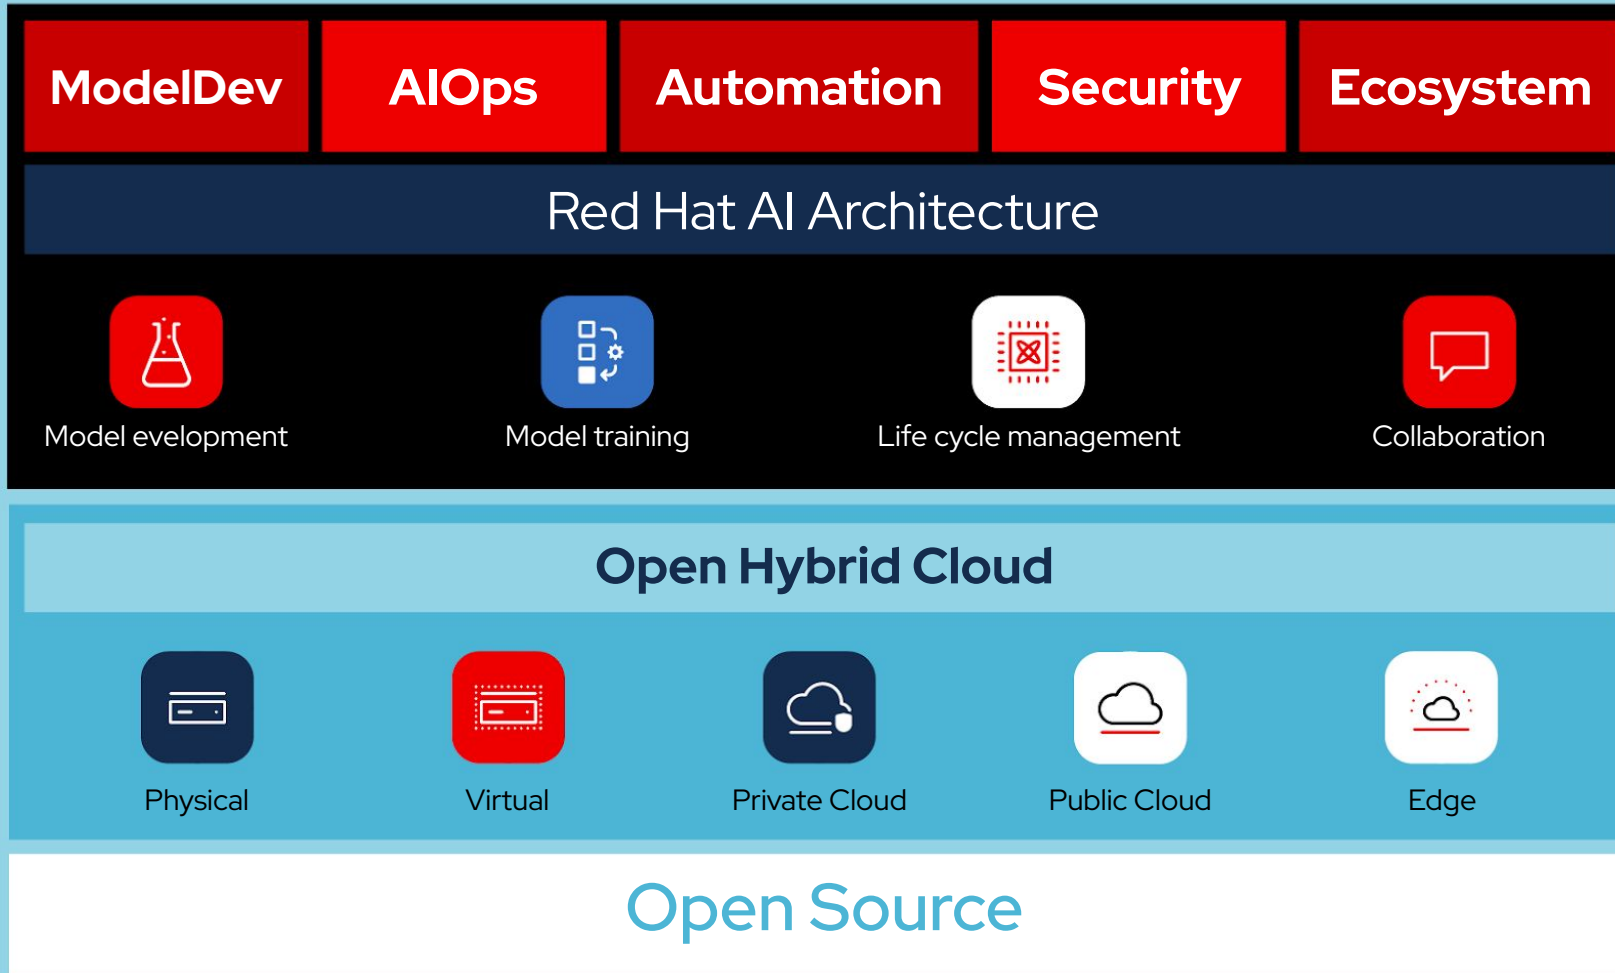 ModelDev
AIOps
Automation
Security
Ecosystem
Red Hat AI Architecture
Model evelopment
Model training
Life cycle management
Collaboration
Open Hybrid Cloud
Physical
Virtual
Private Cloud
Public Cloud
Edge
Open Source